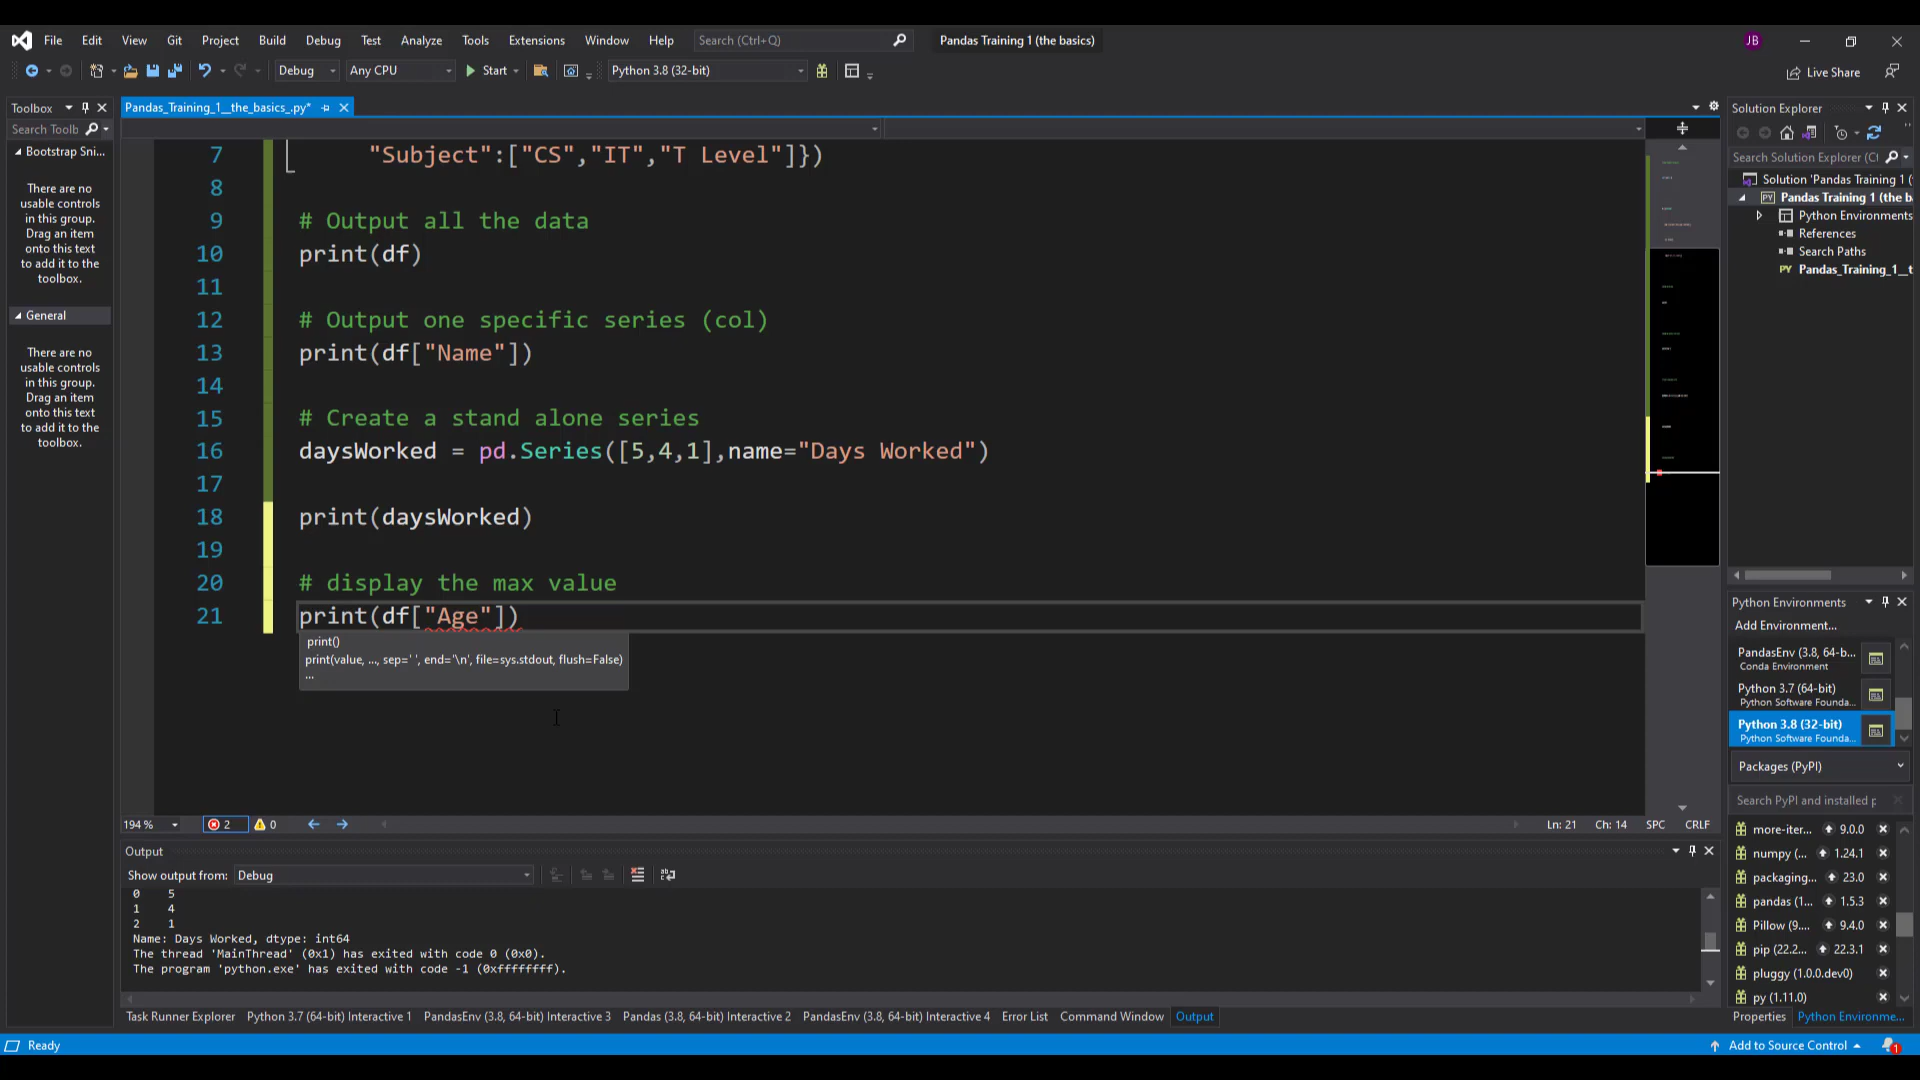 File Edit View Git Project Build Debug Test Analyze Tools Extensions Window Help Search (Ctrl+Q) Pandas Training 1 (the basics) JB
Debug Any CPU Start Python 3.8 (32-bit) Live Share
Toolbox
Search Toolb
Bootstrap Sni...
There are no
usable controls
in this group.
Drag an item
onto this text
to add it to the
toolbox.
General
There are no
usable controls
in this group.
Drag an item
onto this text
to add it to the
toolbox.
Pandas_Training_1__the_basics_.py*
7 "Subject":["CS","IT","T Level"]})
8
9 # Output all the data
10 print(df)
11
12 # Output one specific series (col)
13 print(df["Name"])
14
15 # Create a stand alone series
16 daysWorked = pd.Series([5,4,1],name="Days Worked")
17
18 print(daysWorked)
19
20 # display the max value
21 print(df["Age"])
print()
print(value, ..., sep=' ', end='\n', file=sys.stdout, flush=False)
...
194 % 2 0 Ln: 21 Ch: 14 SPC CRLF
Output
Show output from: Debug
0 5
1 4
2 1
Name: Days Worked, dtype: int64
The thread 'MainThread' (0x1) has exited with code 0 (0x0).
The program 'python.exe' has exited with code -1 (0xffffffff).
Task Runner Explorer Python 3.7 (64-bit) Interactive 1 PandasEnv (3.8, 64-bit) Interactive 3 Pandas (3.8, 64-bit) Interactive 2 PandasEnv (3.8, 64-bit) Interactive 4 Error List Command Window Output
Solution Explorer
Search Solution Explorer (Ct
Solution 'Pandas Training 1 (
PY Pandas Training 1 (the b
Python Environments
References
Search Paths
PY Pandas_Training_1__t
Python Environments
Add Environment...
PandasEnv (3.8, 64-b...
Conda Environment
Python 3.7 (64-bit)
Python Software Founda...
Python 3.8 (32-bit)
Python Software Founda...
Packages (PyPI)
Search PyPI and installed p
more-iter... 9.0.0
numpy (... 1.24.1
packaging... 23.0
pandas (1... 1.5.3
Pillow (9.... 9.4.0
pip (22.2... 22.3.1
pluggy (1.0.0.dev0)
py (1.11.0)
Properties Python Environme...
Ready Add to Source Control 1